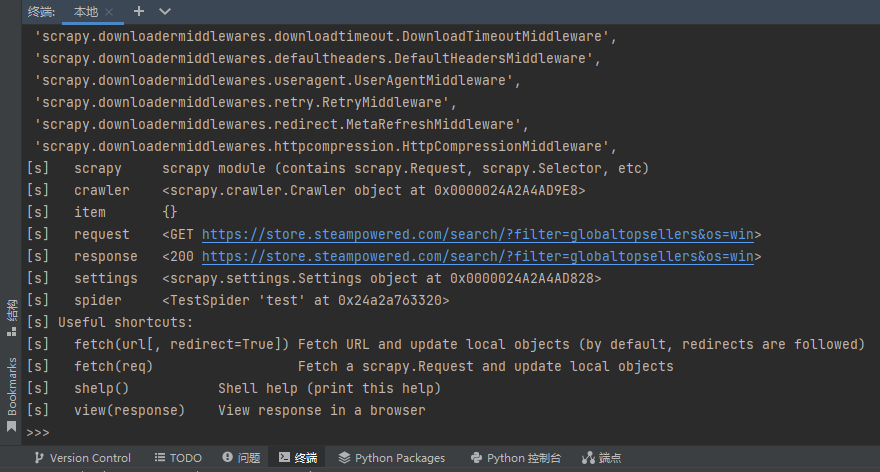 终端: 本地 × +
'scrapy.downloadermiddlewares.downloadtimeout.DownloadTimeoutMiddleware',
'scrapy.downloadermiddlewares.defaultheaders.DefaultHeadersMiddleware',
'scrapy.downloadermiddlewares.useragent.UserAgentMiddleware',
'scrapy.downloadermiddlewares.retry.RetryMiddleware',
'scrapy.downloadermiddlewares.redirect.MetaRefreshMiddleware',
'scrapy.downloadermiddlewares.httpcompression.HttpCompressionMiddleware',
[s]   scrapy     scrapy module (contains scrapy.Request, scrapy.Selector, etc)
[s]   crawler    <scrapy.crawler.Crawler object at 0x0000024A2A4AD9E8>
[s]   item       {}
[s]   request    <GET https://store.steampowered.com/search/?filter=globaltopsellers&os=win>
[s]   response   <200 https://store.steampowered.com/search/?filter=globaltopsellers&os=win>
[s]   settings   <scrapy.settings.Settings object at 0x0000024A2A4AD828>
[s]   spider     <TestSpider 'test' at 0x24a2a763320>
[s] Useful shortcuts:
[s]   fetch(url[, redirect=True]) Fetch URL and update local objects (by default, redirects are followed)
[s]   fetch(req)                  Fetch a scrapy.Request and update local objects
[s]   shelp()           Shell help (print this help)
[s]   view(response)    View response in a browser
>>>
结构
Bookmarks
Version Control TODO 问题 终端 Python Packages Python 控制台 端点